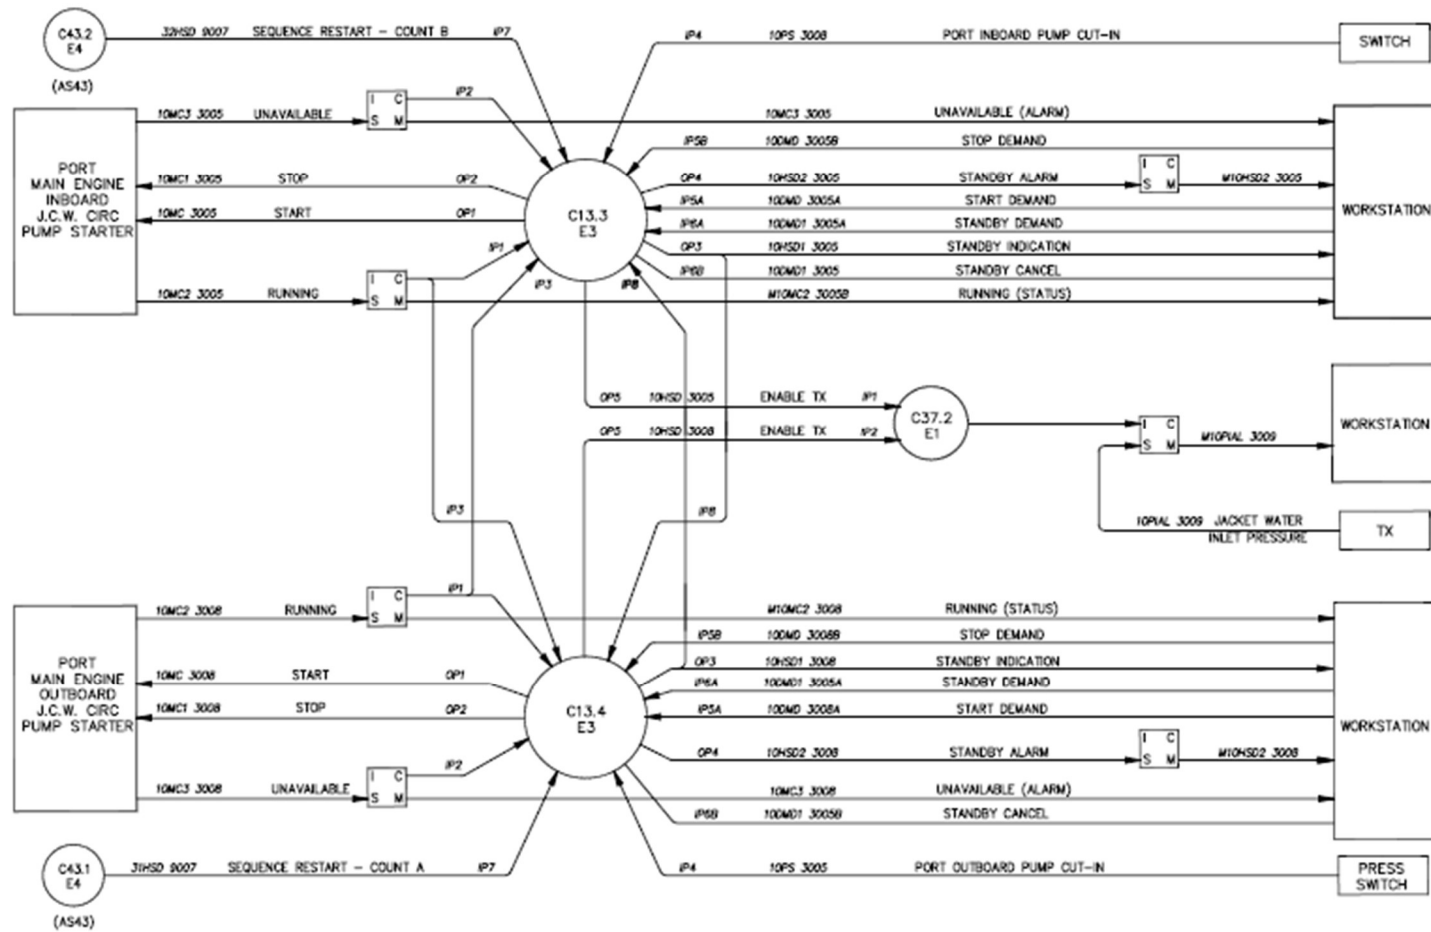 C43.2
E4
(AS43)
32HSD 9007 SEQUENCE RESTART - COUNT B IP7
IP4 10PS 3008 PORT INBOARD PUMP CUT-IN
SWITCH
10MC3 3005 UNAVAILABLE
I C
S M
IP2
10MC3 3005 UNAVAILABLE (ALARM)
IP5B 10DMD 3005B STOP DEMAND
PORT
MAIN ENGINE
INBOARD
J.C.W. CIRC
PUMP STARTER
10MC1 3005 STOP OP2
OP4 10HSD2 3005 STANDBY ALARM
I C
S M
M10HSD2 3005
IP5A 10DMD 3005A START DEMAND
10MC 3005 START OP1
C13.3
E3
WORKSTATION
IP6A 10DMD1 3005A STANDBY DEMAND
IP1
OP3 10HSD1 3005 STANDBY INDICATION
IP6B 10DMD1 3005 STANDBY CANCEL
I C
S M
10MC2 3005 RUNNING
IP3
IP8
M10MC2 3005B RUNNING (STATUS)
OP5 10HSD 3005 ENABLE TX IP1
OP5 10HSD 3008 ENABLE TX IP2
C37.2
E1
I C
S M
M10PIAL 3009
WORKSTATION
IP3
IP8
10PIAL 3009 JACKET WATER
INLET PRESSURE
TX
10MC2 3008 RUNNING
I C
S M
IP1
M10MC2 3008 RUNNING (STATUS)
IP5B 10DMD 3008B STOP DEMAND
PORT
MAIN ENGINE
OUTBOARD
J.C.W. CIRC
PUMP STARTER
OP3 10HSD1 3008 STANDBY INDICATION
10MC 3008 START OP1
IP6A 10DMD1 3005A STANDBY DEMAND
10MC1 3008 STOP OP2
C13.4
E3
IP5A 10DMD 3008A START DEMAND
WORKSTATION
OP4 10HSD2 3008 STANDBY ALARM
I C
S M
M10HSD2 3008
IP2
10MC3 3008 UNAVAILABLE
I C
S M
10MC3 3008 UNAVAILABLE (ALARM)
IP6B 10DMD1 3005B STANDBY CANCEL
C43.1
E4
(AS43)
31HSD 9007 SEQUENCE RESTART - COUNT A IP7
IP4 10PS 3005 PORT OUTBOARD PUMP CUT-IN
PRESS
SWITCH